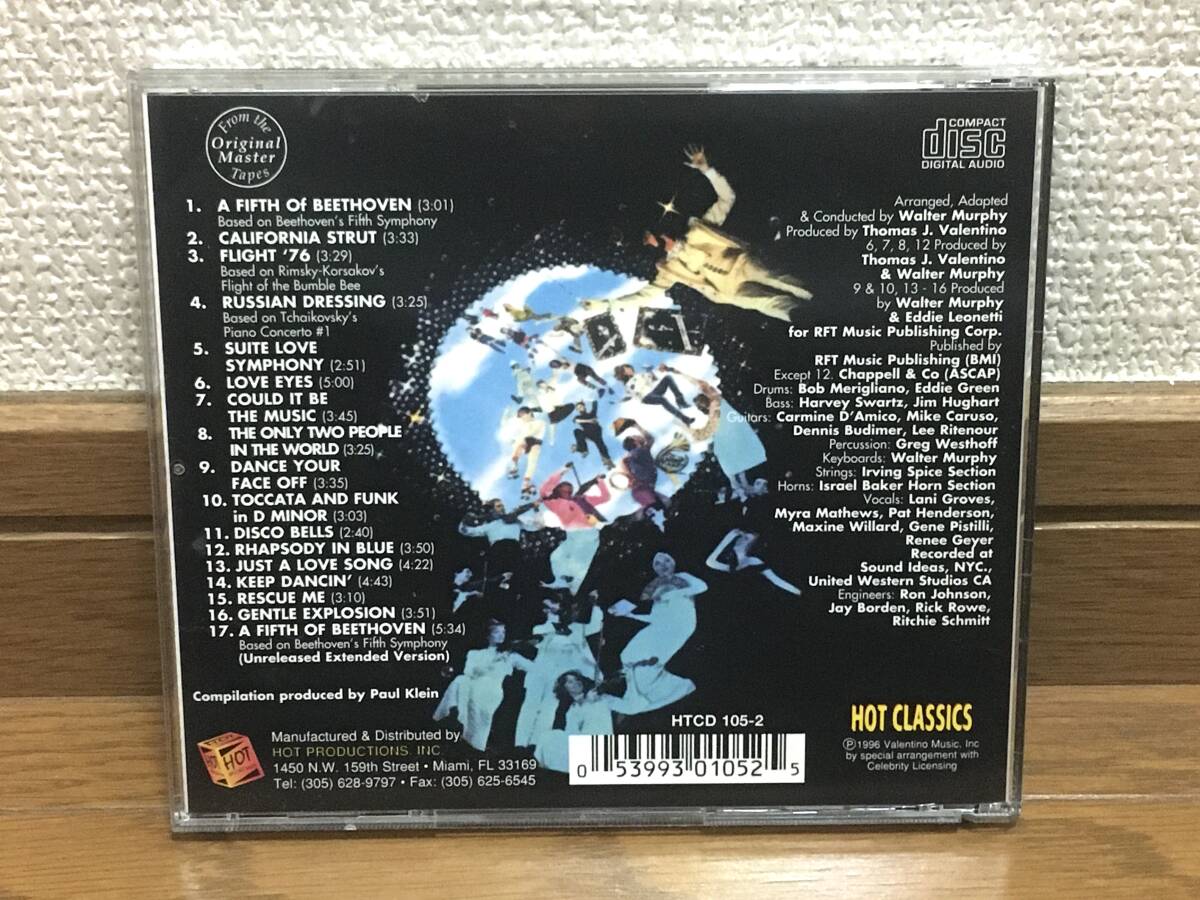 From the
Original
Master
Tapes
COMPACT
disc
DIGITAL AUDIO
1. A FIFTH Of BEETHOVEN (3:01)
Based on Beethoven's Fifth Symphony
2. CALIFORNIA STRUT (3:33)
3. FLIGHT '76 (3:29)
Based on Rimsky-Korsakov's
Flight of the Bumble Bee
4. RUSSIAN DRESSING (3:25)
Based on Tchaikovsky's
Piano Concerto #1
5. SUITE LOVE
SYMPHONY (2:51)
6. LOVE EYES (5:00)
7. COULD IT BE
THE MUSIC (3:45)
8. THE ONLY TWO PEOPLE
IN THE WORLD (3:25)
9. DANCE YOUR
FACE OFF (3:35)
10. TOCCATA AND FUNK
in D MINOR (3:03)
11. DISCO BELLS (2:40)
12. RHAPSODY IN BLUE (3:50)
13. JUST A LOVE SONG (4:22)
14. KEEP DANCIN' (4:43)
15. RESCUE ME (3:10)
16. GENTLE EXPLOSION (3:51)
17. A FIFTH OF BEETHOVEN (5:34)
Based on Beethoven's Fifth Symphony
(Unreleased Extended Version)
Compilation produced by Paul Klein
Arranged, Adapted
& Conducted by Walter Murphy
Produced by Thomas J. Valentino
6, 7, 8, 12 Produced by
Thomas J. Valentino
& Walter Murphy
9 & 10, 13 - 16 Produced
by Walter Murphy
& Eddie Leonetti
for RFT Music Publishing Corp.
Published by
RFT Music Publishing (BMI)
Except 12. Chappell & Co (ASCAP)
Drums: Bob Merigliano, Eddie Green
Bass: Harvey Swartz, Jim Hughart
Guitars: Carmine D'Amico, Mike Caruso,
Dennis Budimer, Lee Ritenour
Percussion: Greg Westhoff
Keyboards: Walter Murphy
Strings: Irving Spice Section
Horns: Israel Baker Horn Section
Vocals: Lani Groves,
Myra Mathews, Pat Henderson,
Maxine Willard, Gene Pistilli,
Renee Geyer
Recorded at
Sound Ideas, NYC.,
United Western Studios CA
Engineers: Ron Johnson,
Jay Borden, Rick Rowe,
Ritchie Schmitt
HOT
Manufactured & Distributed by
HOT PRODUCTIONS, INC.
1450 N.W. 159th Street • Miami, FL 33169
Tel: (305) 628-9797 • Fax: (305) 625-6545
HTCD 105-2
0 53993 01052 5
HOT CLASSICS
℗1996 Valentino Music, Inc
by special arrangement with
Celebrity Licensing